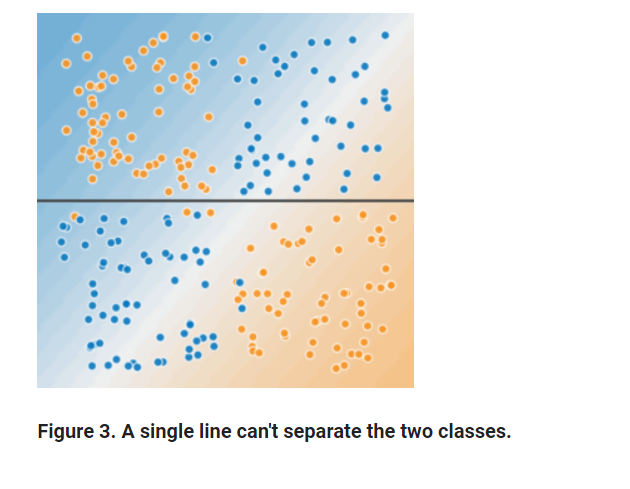 Figure 3. A single line can't separate the two classes.